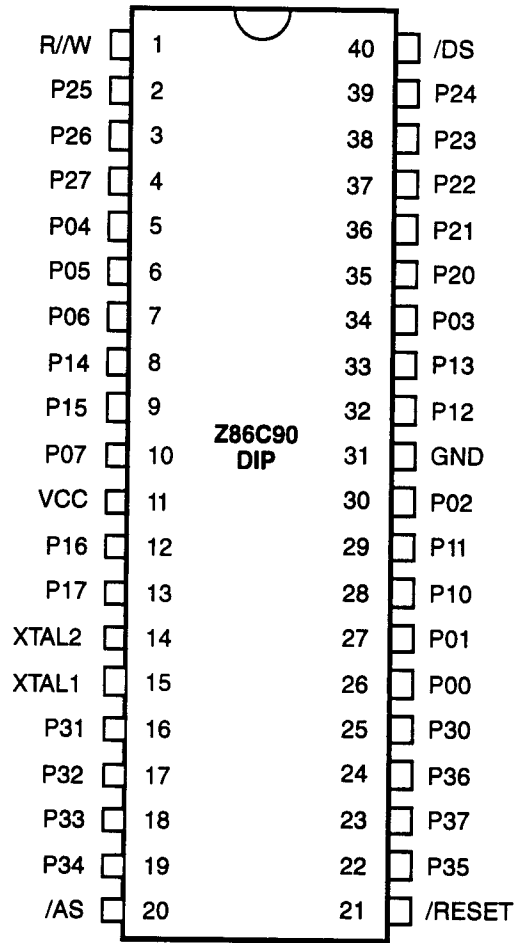 R//W 1 40 /DS
P25 2 39 P24
P26 3 38 P23
P27 4 37 P22
P04 5 36 P21
P05 6 35 P20
P06 7 34 P03
P14 8 33 P13
P15 9 32 P12
Z86C90
P07 10 31 GND
DIP
VCC 11 30 P02
P16 12 29 P11
P17 13 28 P10
XTAL2 14 27 P01
XTAL1 15 26 P00
P31 16 25 P30
P32 17 24 P36
P33 18 23 P37
P34 19 22 P35
/AS 20 21 /RESET